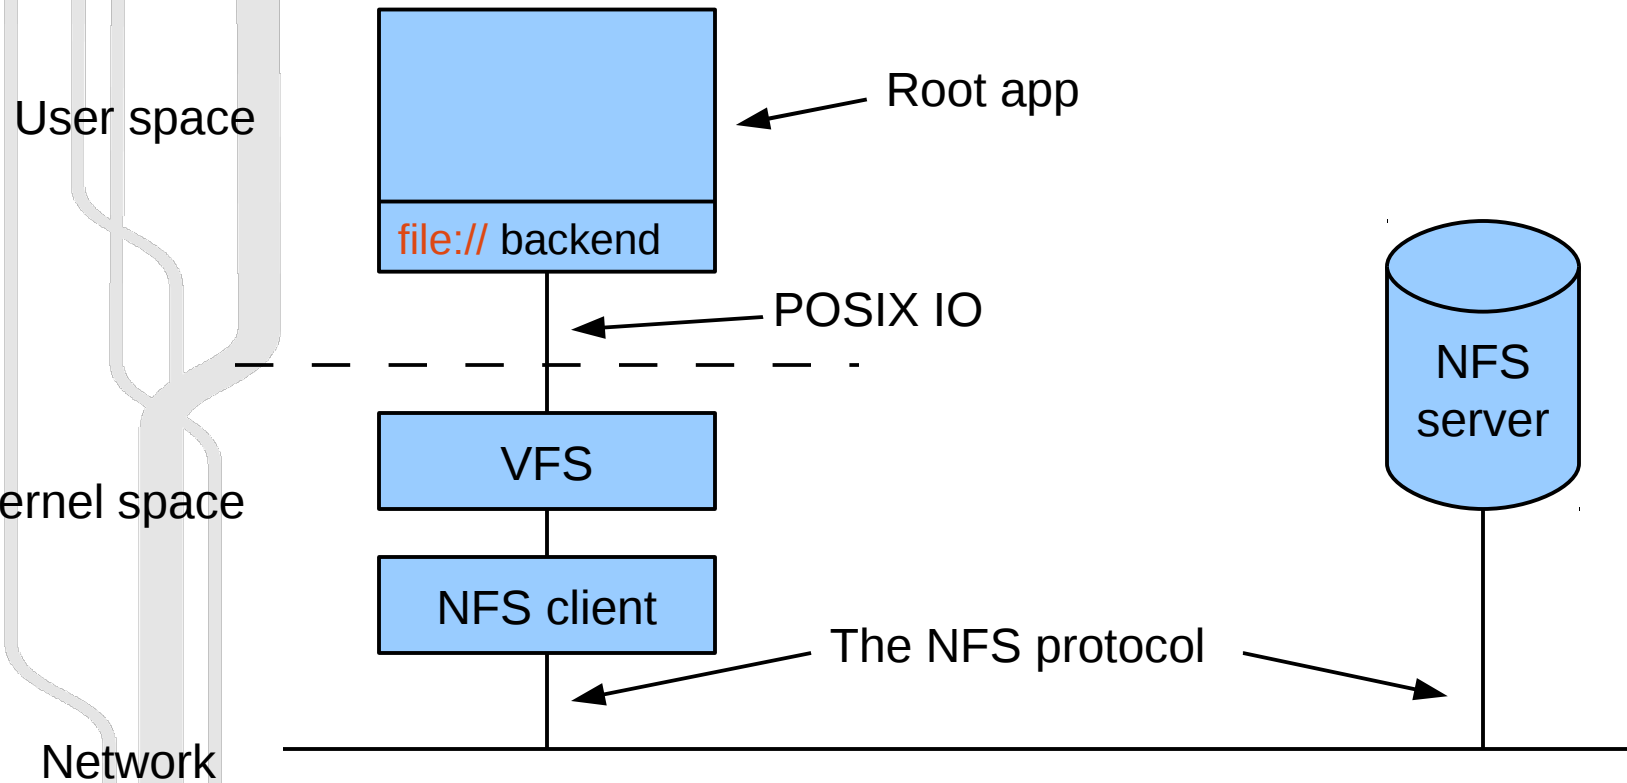 Root app
User space
file:// backend
POSIX IO
NFS
server
VFS
ernel space
NFS client
The NFS protocol
Network